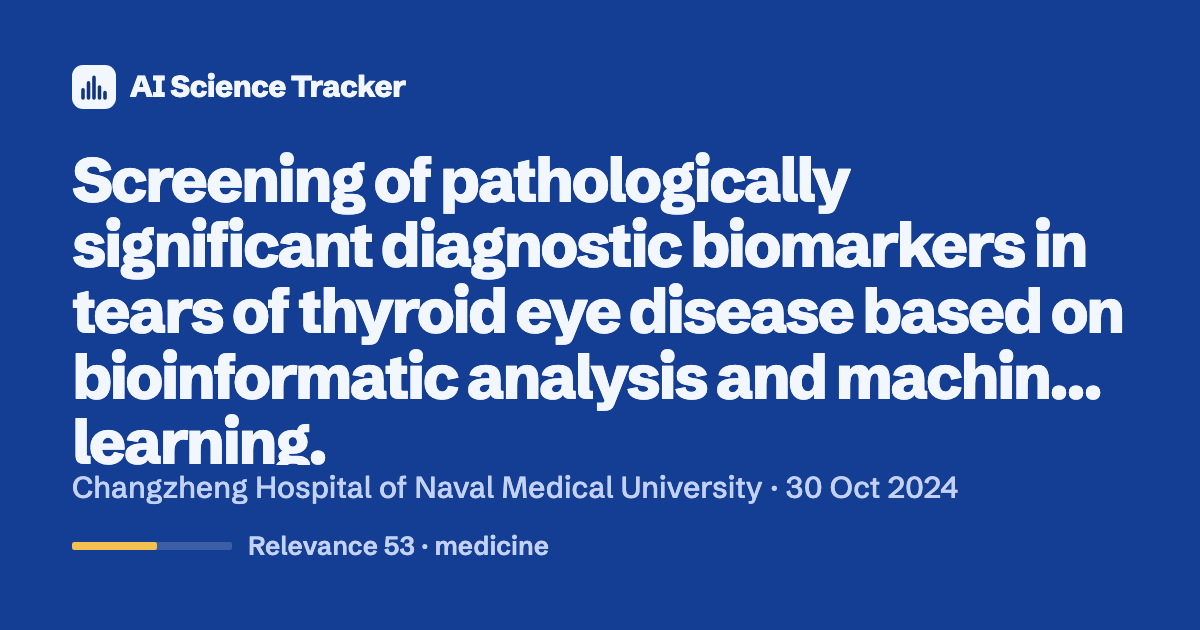 AI Science Tracker
Screening of pathologically
significant diagnostic biomarkers in
tears of thyroid eye disease based on
bioinformatic analysis and machin...
learning.
Changzheng Hospital of Naval Medical University · 30 Oct 2024
Relevance 53 · medicine